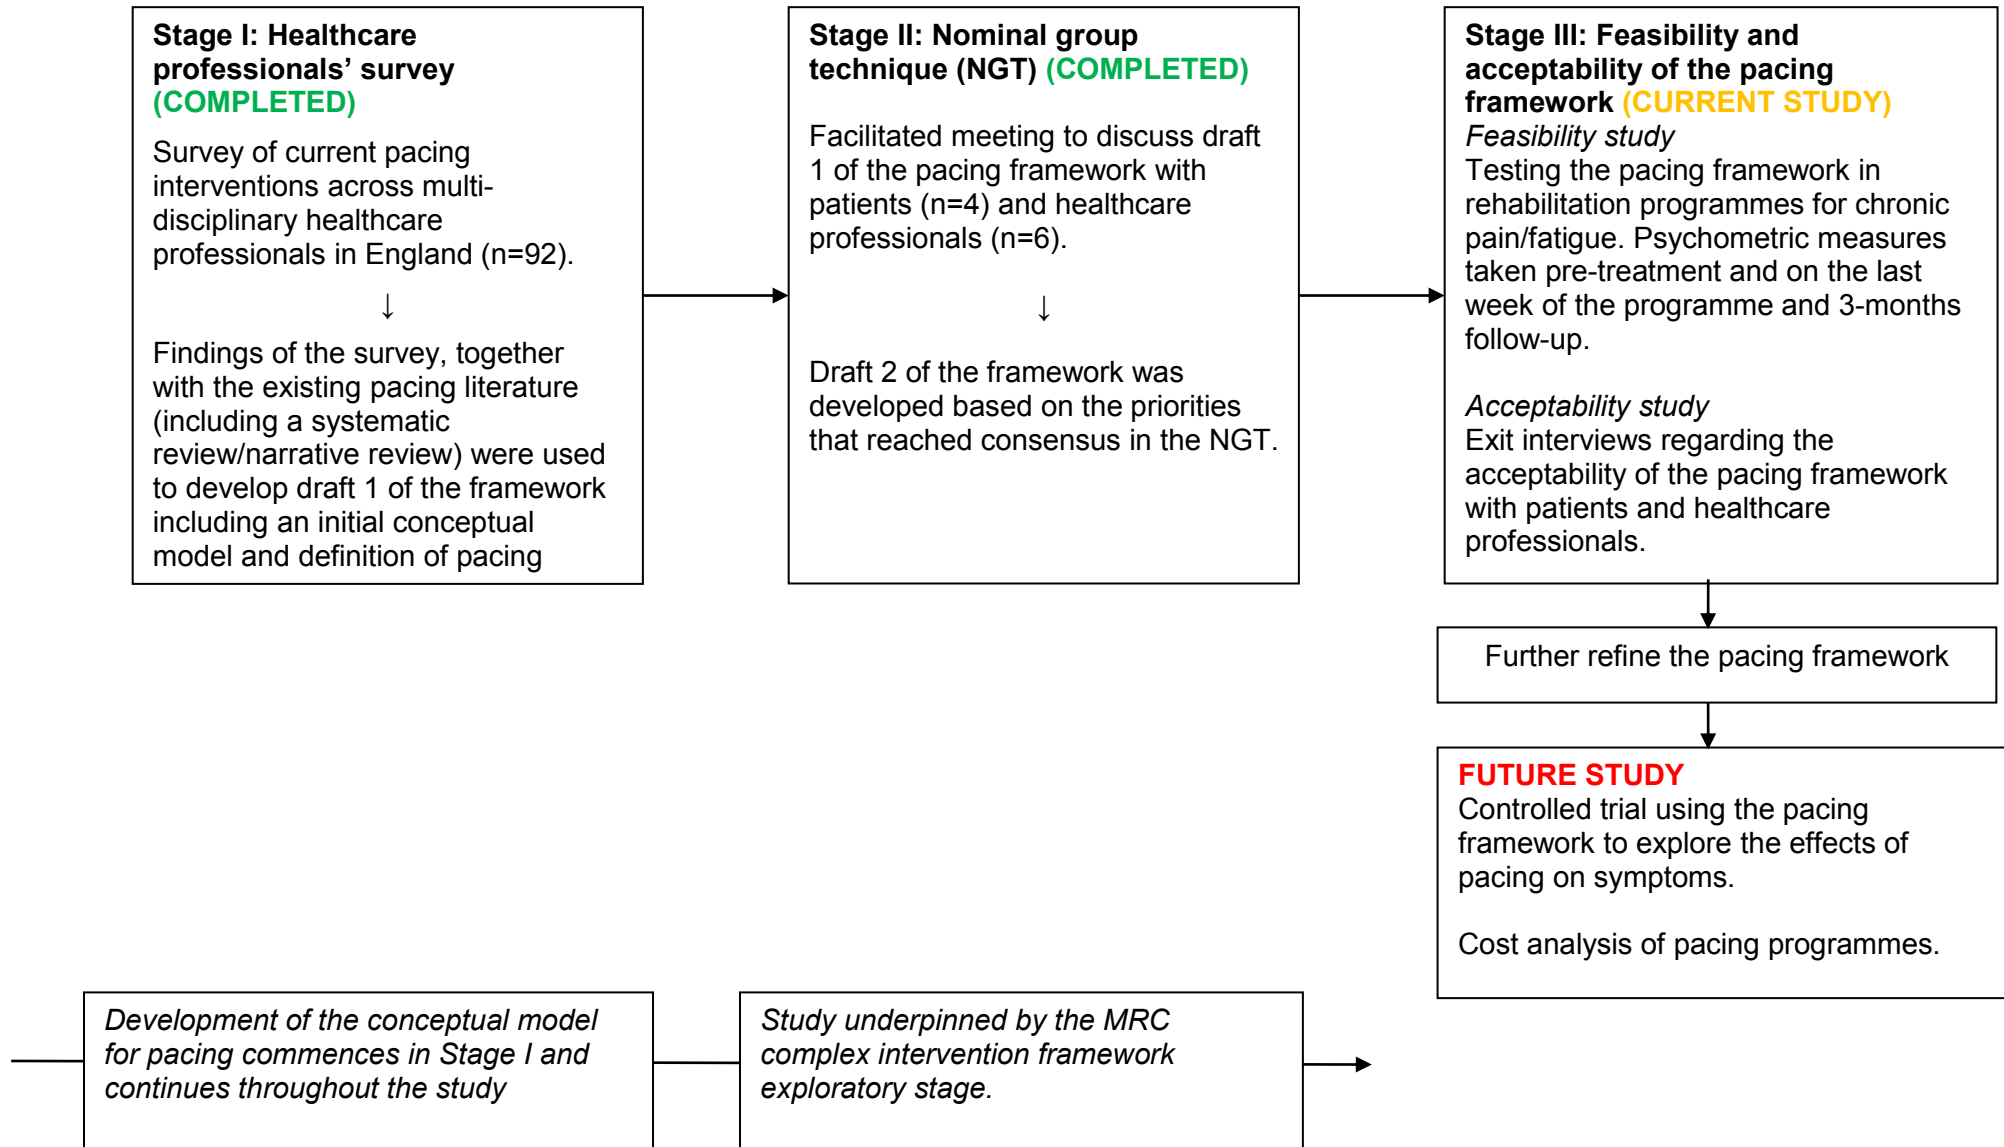 Stage I: Healthcare
professionals’ survey
(COMPLETED)
Survey of current pacing
interventions across multi-
disciplinary healthcare
professionals in England (n=92).
↓
Findings of the survey, together
with the existing pacing literature
(including a systematic
review/narrative review) were used
to develop draft 1 of the framework
including an initial conceptual
model and definition of pacing
Stage II: Nominal group
technique (NGT) (COMPLETED)
Facilitated meeting to discuss draft
1 of the pacing framework with
patients (n=4) and healthcare
professionals (n=6).
↓
Draft 2 of the framework was
developed based on the priorities
that reached consensus in the NGT.
Stage III: Feasibility and
acceptability of the pacing
framework (CURRENT STUDY)
Feasibility study
Testing the pacing framework in
rehabilitation programmes for chronic
pain/fatigue. Psychometric measures
taken pre-treatment and on the last
week of the programme and 3-months
follow-up.
Acceptability study
Exit interviews regarding the
acceptability of the pacing framework
with patients and healthcare
professionals.
Further refine the pacing framework
FUTURE STUDY
Controlled trial using the pacing
framework to explore the effects of
pacing on symptoms.
Cost analysis of pacing programmes.
Development of the conceptual model
for pacing commences in Stage I and
continues throughout the study
Study underpinned by the MRC
complex intervention framework
exploratory stage.